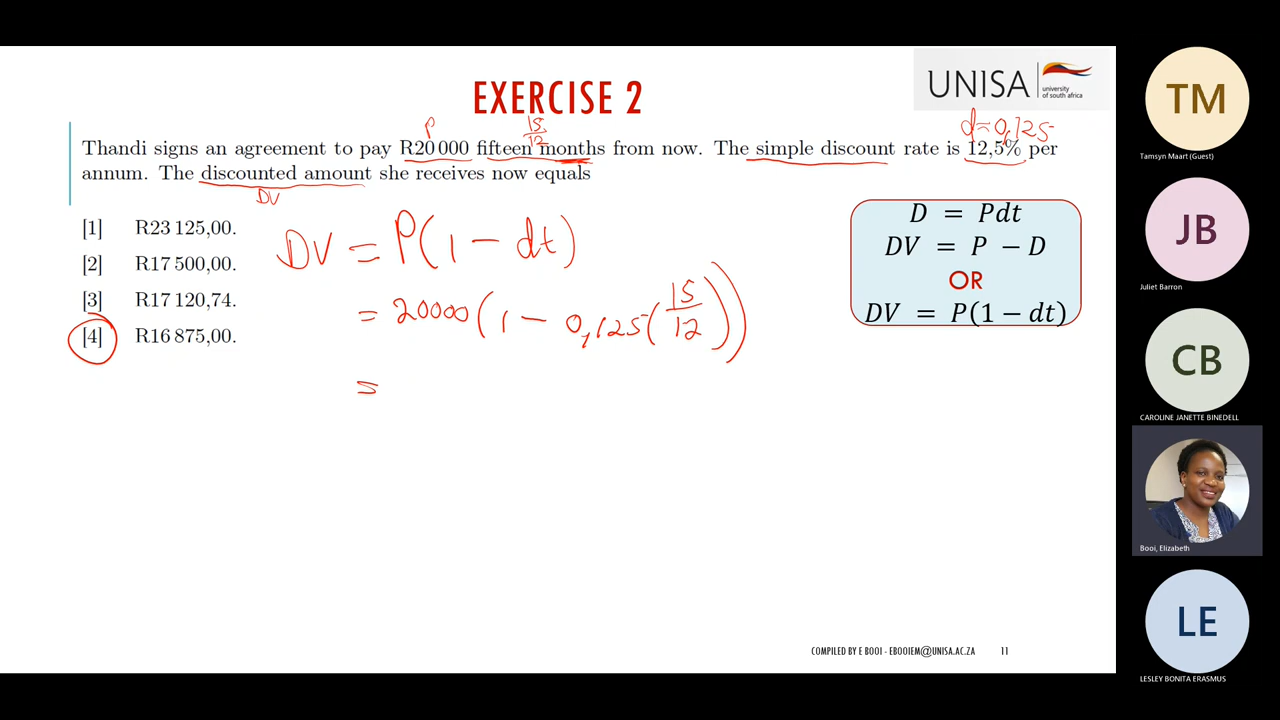 UNISA
university
of south africa
EXERCISE 2
P
15
12
d=0,125
Thandi signs an agreement to pay R20 000 fifteen months from now. The simple discount rate is 12,5% per
annum. The discounted amount she receives now equals
DV
[1] R23 125,00.
[2] R17 500,00.
[3] R17 120,74.
[4] R16 875,00.
DV = P(1 - dt)
= 20000(1 - 0,125(15/12))
=
D = Pdt
DV = P − D
OR
DV = P(1 − dt)
COMPILED BY E BOOI - EBOOIEM@UNISA.AC.ZA 11
TM
Tamsyn Maart (Guest)
JB
Juliet Barron
CB
CAROLINE JANETTE BINEDELL
Booi, Elizabeth
LE
LESLEY BONITA ERASMUS